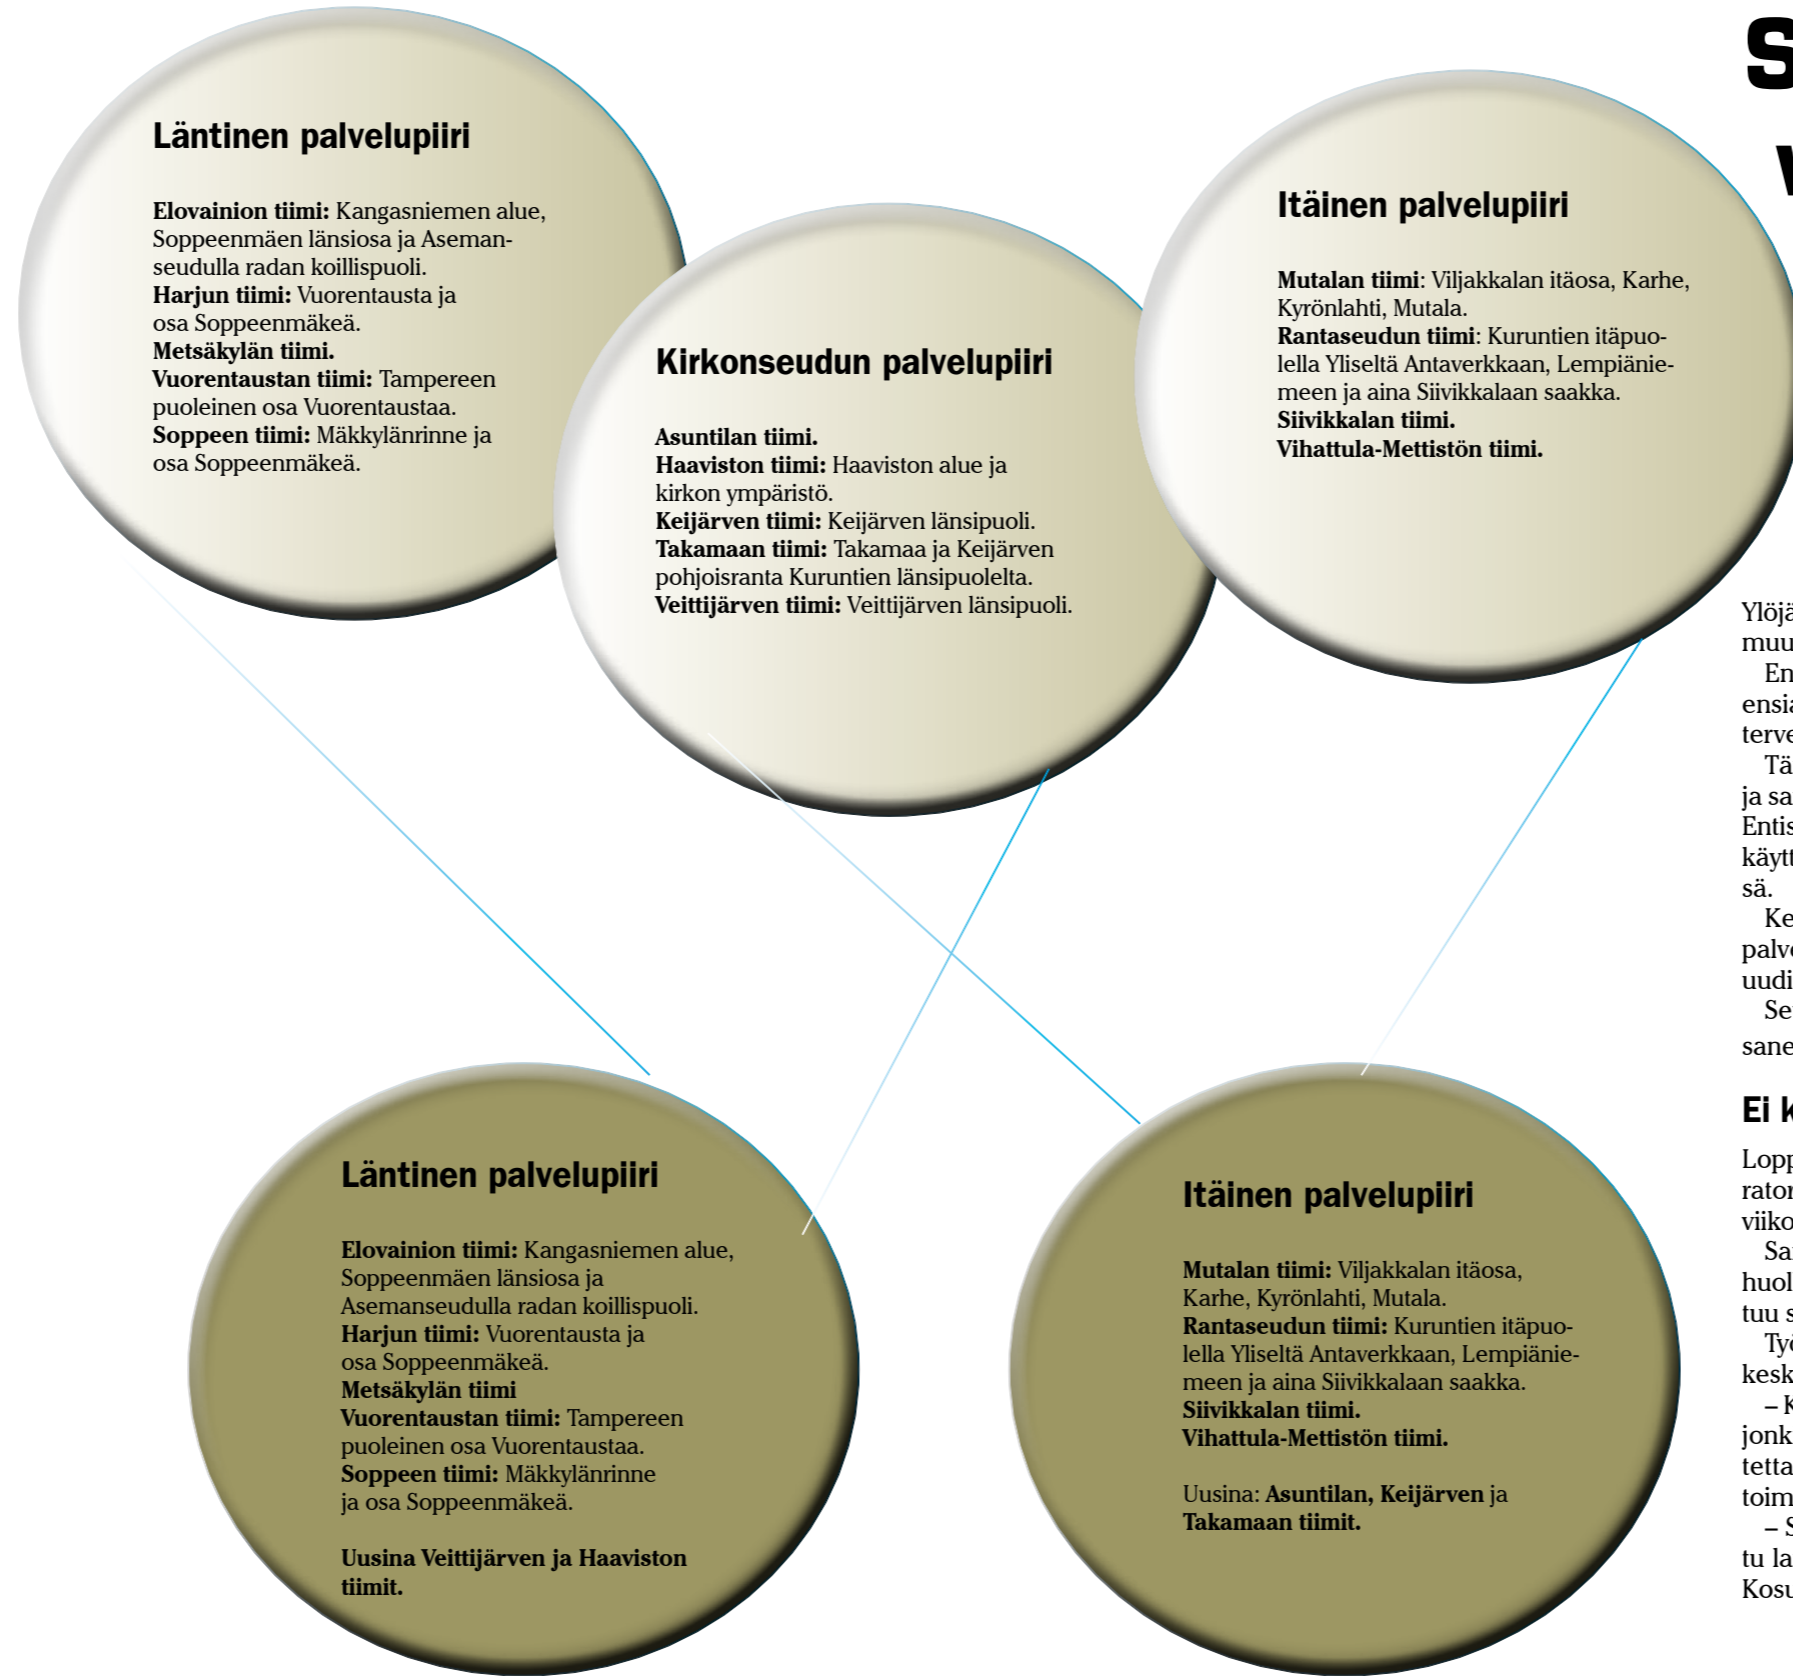 Läntinen palvelupiiri
Elovainion tiimi: Kangasniemen alue,
Soppeenmäen länsiosa ja Aseman-
seudulla radan koillispuoli.
Harjun tiimi: Vuorentausta ja
osa Soppeenmäkeä.
Metsäkylän tiimi.
Vuorentaustan tiimi: Tampereen
puoleinen osa Vuorentaustaa.
Soppeen tiimi: Mäkkylänrinne ja
osa Soppeenmäkeä.
Kirkonseudun palvelupiiri
Asuntilan tiimi.
Haaviston tiimi: Haaviston alue ja
kirkon ympäristö.
Keijärven tiimi: Keijärven länsipuoli.
Takamaan tiimi: Takamaa ja Keijärven
pohjoisranta Kuruntien länsipuolelta.
Veittijärven tiimi: Veittijärven länsipuoli.
Itäinen palvelupiiri
Mutalan tiimi: Viljakkalan itäosa, Karhe,
Kyrönlahti, Mutala.
Rantaseudun tiimi: Kuruntien itäpuo-
lella Yliseltä Antaverkkaan, Lempiänie-
meen ja aina Siivikkalaan saakka.
Siivikkalan tiimi.
Vihattula-Mettistön tiimi.
Läntinen palvelupiiri
Elovainion tiimi: Kangasniemen alue,
Soppeenmäen länsiosa ja
Asemanseudulla radan koillispuoli.
Harjun tiimi: Vuorentausta ja
osa Soppeenmäkeä.
Metsäkylän tiimi
Vuorentaustan tiimi: Tampereen
puoleinen osa Vuorentaustaa.
Soppeen tiimi: Mäkkylänrinne
ja osa Soppeenmäkeä.
Uusina Veittijärven ja Haaviston
tiimit.
Itäinen palvelupiiri
Mutalan tiimi: Viljakkalan itäosa,
Karhe, Kyrönlahti, Mutala.
Rantaseudun tiimi: Kuruntien itäpuo-
lella Yliseltä Antaverkkaan, Lempiänie-
meen ja aina Siivikkalaan saakka.
Siivikkalan tiimi.
Vihattula-Mettistön tiimi.
Uusina: Asuntilan, Keijärven ja
Takamaan tiimit.
sä.
Ei
– 
tu